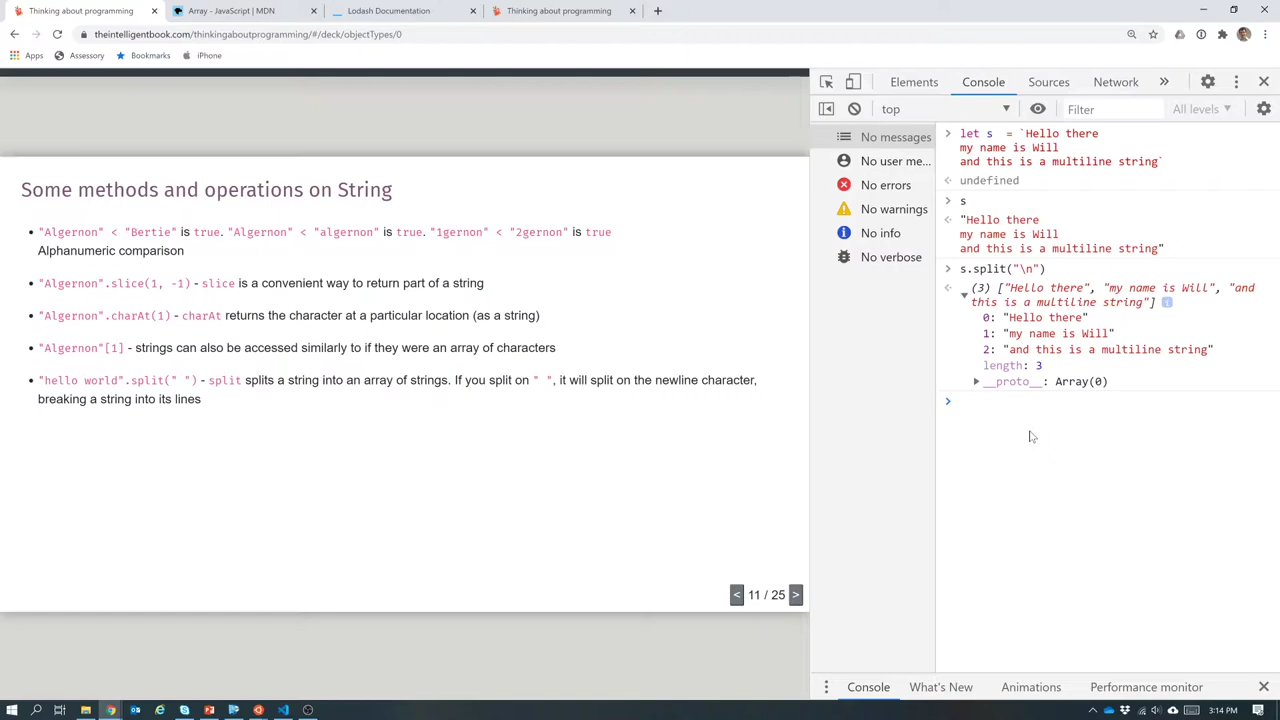 Thinking about programming
Array - JavaScript | MDN
Lodash Documentation
Thinking about programming
theintelligentbook.com/thinkingaboutprogramming/#/deck/objectTypes/0
Apps
Assessory
Bookmarks
iPhone
Some methods and operations on String
"Algernon" < "Bertie" is true. "Algernon" < "algernon" is true. "1gernon" < "2gernon" is true
Alphanumeric comparison
"Algernon".slice(1, -1) - slice is a convenient way to return part of a string
"Algernon".charAt(1) - charAt returns the character at a particular location (as a string)
"Algernon"[1] - strings can also be accessed similarly to if they were an array of characters
"hello world".split(" ") - split splits a string into an array of strings. If you split on " ", it will split on the newline character,
breaking a string into its lines
< 11 / 25 >
Elements Console Sources Network
top Filter All levels
No messages
No user me...
No errors
No warnings
No info
No verbose
let s  = `Hello there
my name is Will
and this is a multiline string`
undefined
s
"Hello there
my name is Will
and this is a multiline string"
s.split("\n")
(3) ["Hello there", "my name is Will", "and
this is a multiline string"]
0: "Hello there"
1: "my name is Will"
2: "and this is a multiline string"
length: 3
__proto__: Array(0)
Console What's New Animations Performance monitor
3:14 PM